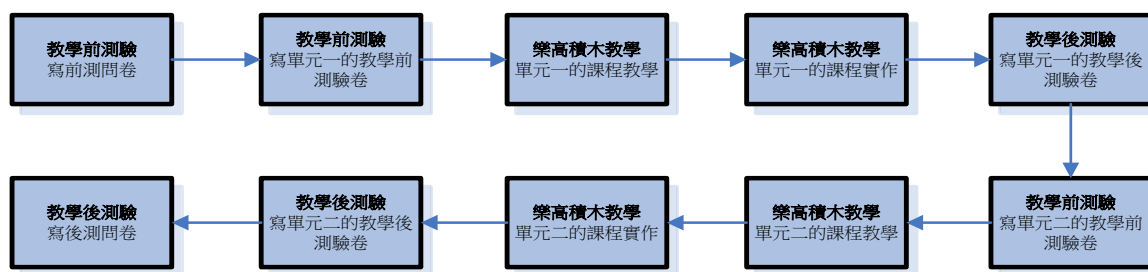 教學前測驗
寫前測問卷
教學前測驗
寫單元一的教學前
測驗卷
樂高積木教學
單元一的課程教學
樂高積木教學
單元一的課程實作
教學後測驗
寫單元一的教學後
測驗卷
教學前測驗
寫單元二的教學前
測驗卷
樂高積木教學
單元二的課程教學
樂高積木教學
單元二的課程實作
教學後測驗
寫單元二的教學後
測驗卷
教學後測驗
寫後測問卷